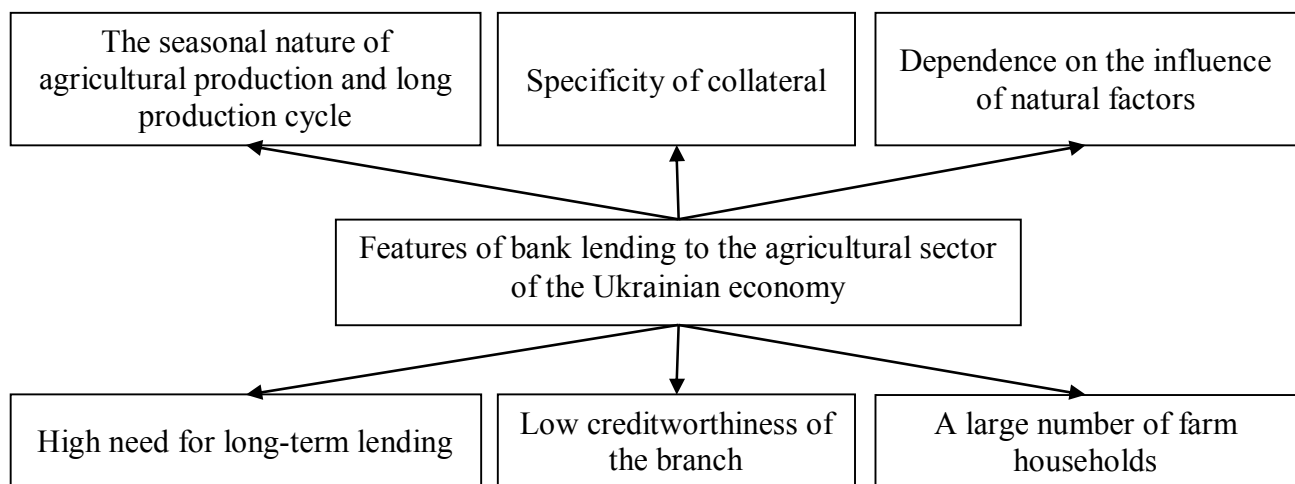 The seasonal nature of
agricultural production and long
production cycle
Specificity of collateral
Dependence on the influence
of natural factors
Features of bank lending to the agricultural sector
of the Ukrainian economy
High need for long-term lending
Low creditworthiness of
the branch
A large number of farm
households